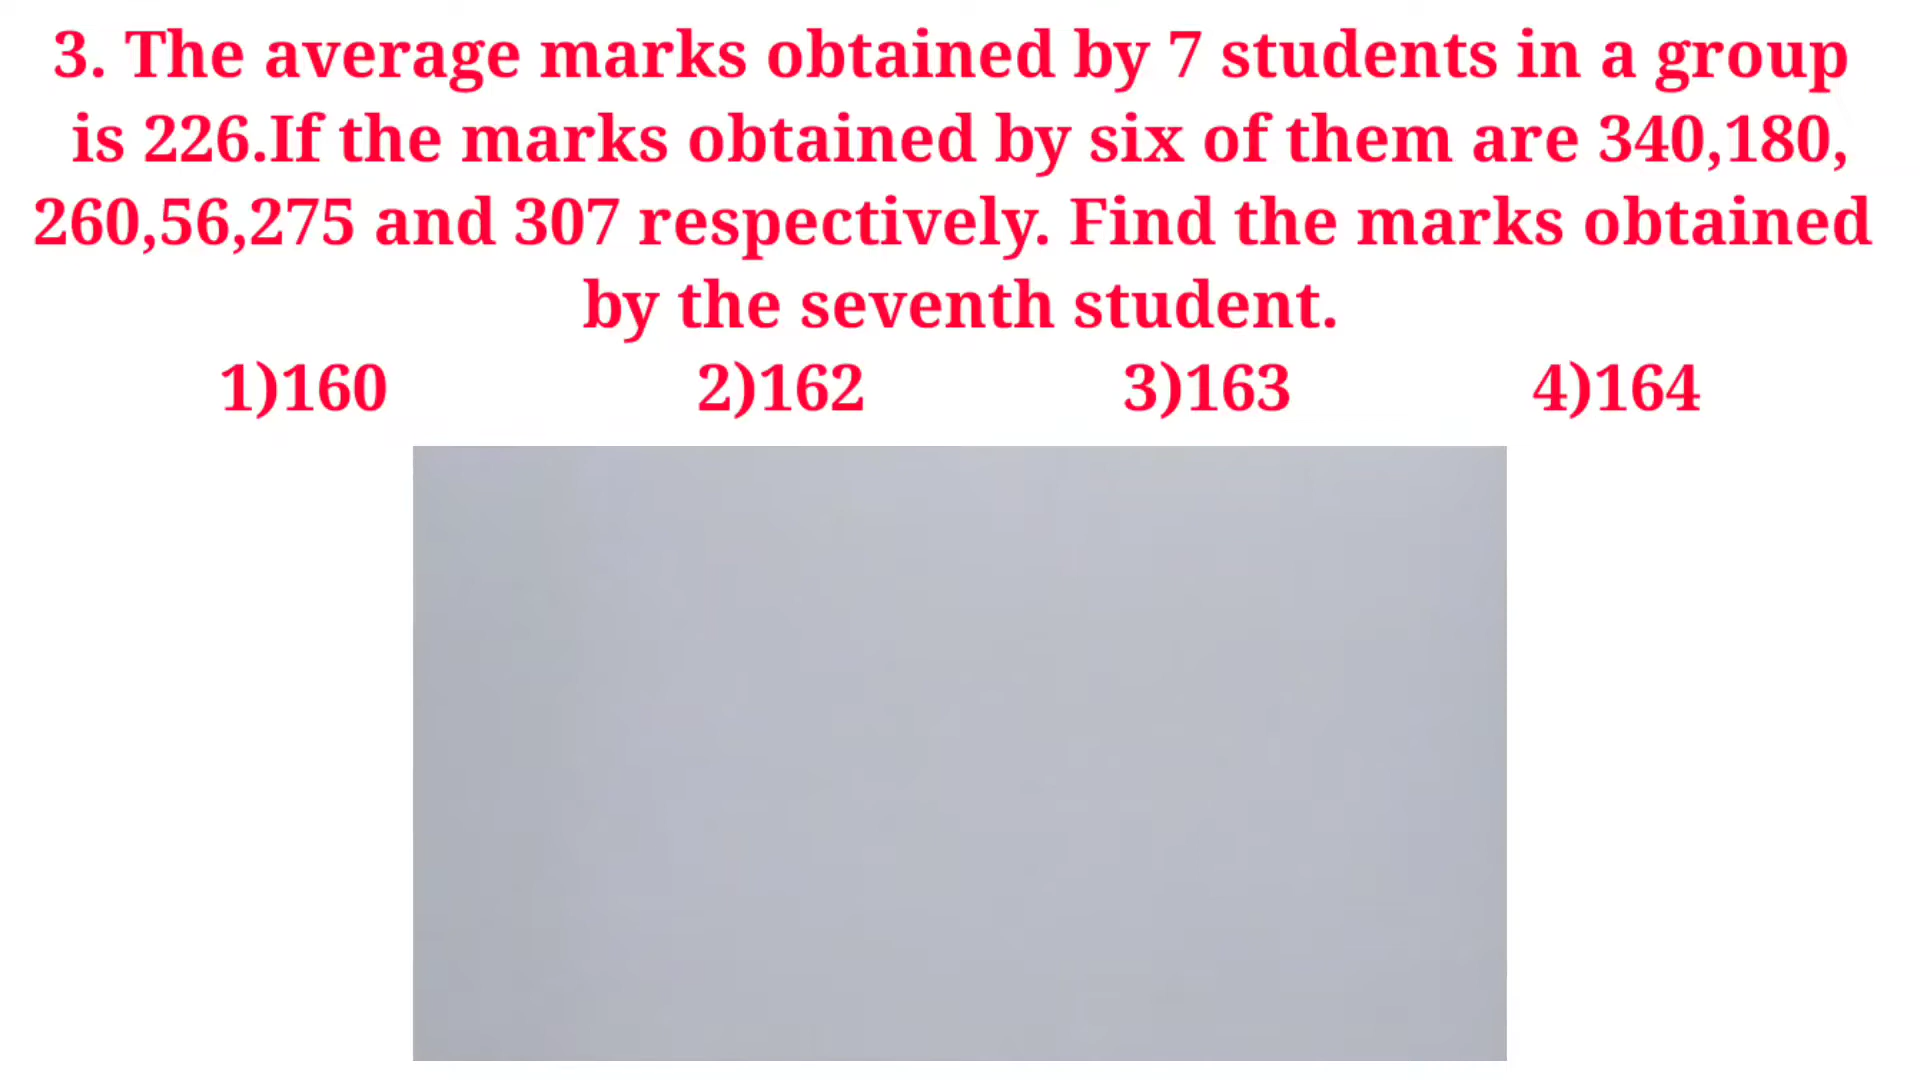 3. The average marks obtained by 7 students in a group
is 226.If the marks obtained by six of them are 340,180,
260,56,275 and 307 respectively. Find the marks obtained
by the seventh student.
1)160 2)162 3)163 4)164